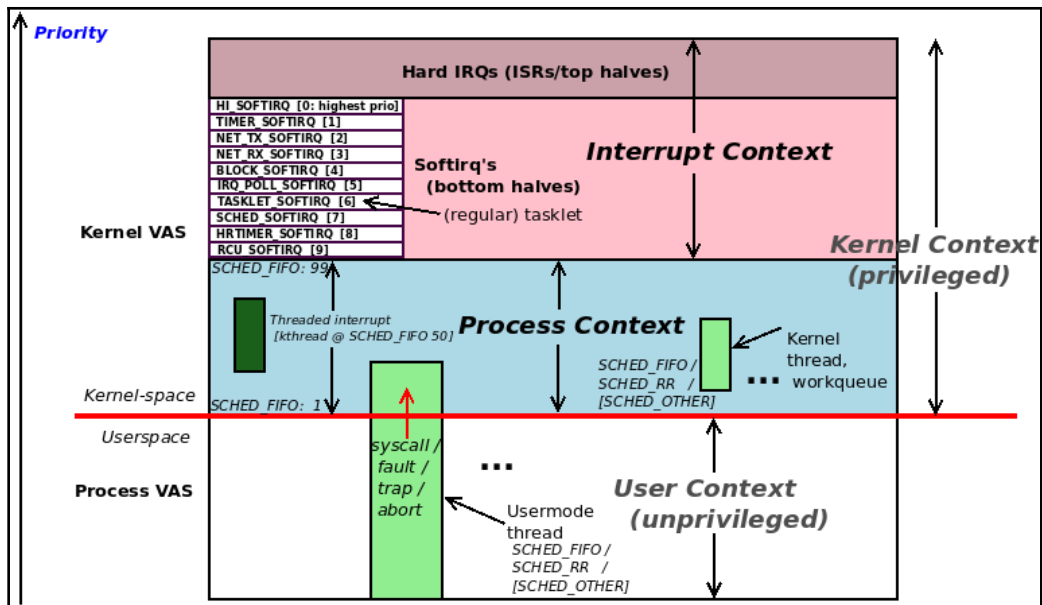 Priority
Hard IRQs (ISRs/top halves)
HI_SOFTIRQ [0: highest prio]
TIMER_SOFTIRQ [1]
NET_TX_SOFTIRQ [2]
NET_RX_SOFTIRQ [3]
BLOCK_SOFTIRQ [4]
IRQ_POLL_SOFTIRQ [5]
TASKLET_SOFTIRQ [6]
SCHED_SOFTIRQ [7]
HRTIMER_SOFTIRQ [8]
RCU_SOFTIRQ [9]
Softirq's
(bottom halves)
(regular) tasklet
Interrupt Context
Kernel VAS
Kernel Context
(privileged)
SCHED_FIFO: 99
Threaded interrupt
[kthread @ SCHED_FIFO 50]
Process Context
Kernel
thread,
... workqueue
SCHED_FIFO /
SCHED_RR /
[SCHED_OTHER]
SCHED_FIFO: 1
Kernel-space
Userspace
Process VAS
syscall /
fault /
trap /
abort
...
Usermode
thread
SCHED_FIFO /
SCHED_RR /
[SCHED_OTHER]
User Context
(unprivileged)